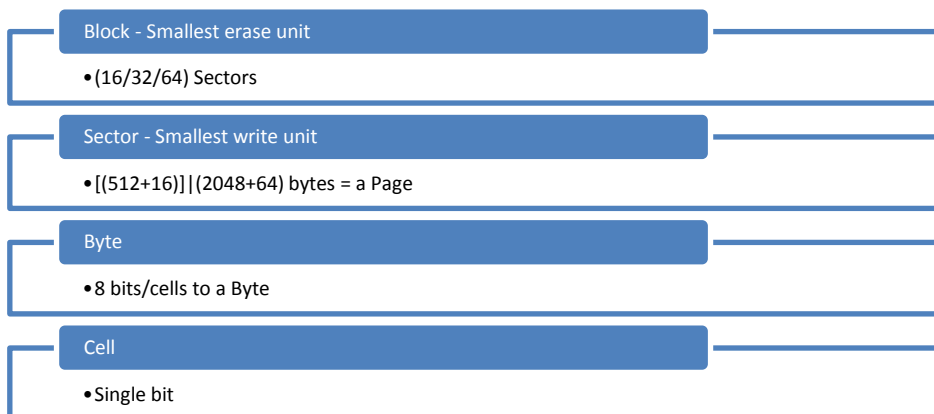 Block - Smallest erase unit
•(16/32/64) Sectors
Sector - Smallest write unit
•[(512+16)]|(2048+64) bytes = a Page
Byte
•8 bits/cells to a Byte
Cell
•Single bit